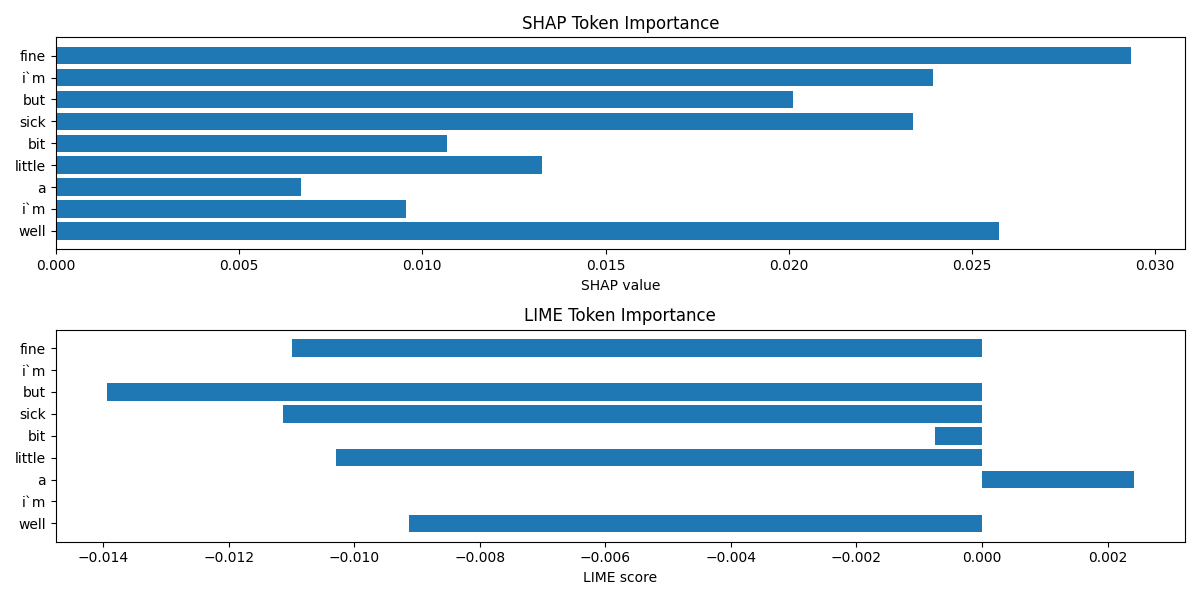 SHAP Token Importance
fine
i`m
but
sick
bit
little
a
i`m
well
0.000 0.005 0.010 0.015 0.020 0.025 0.030
SHAP value
LIME Token Importance
fine
i`m
but
sick
bit
little
a
i`m
well
−0.014 −0.012 −0.010 −0.008 −0.006 −0.004 −0.002 0.000 0.002
LIME score